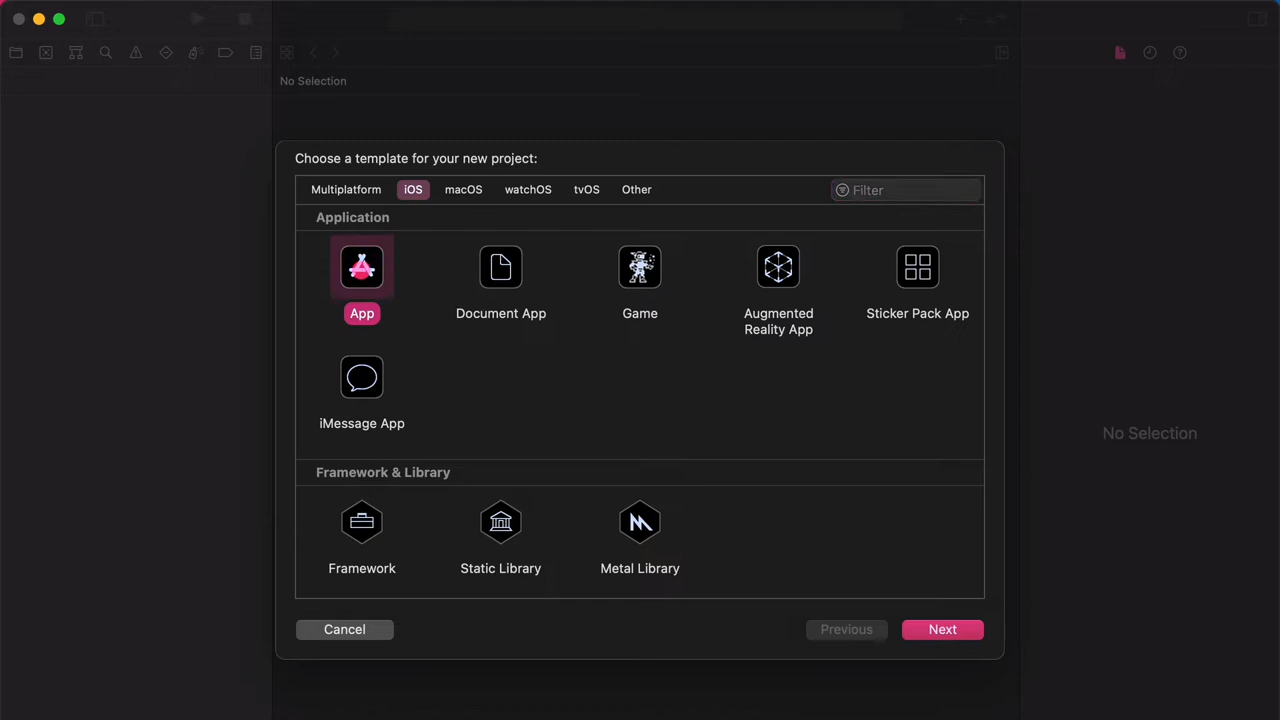 No Selection
Choose a template for your new project:
Multiplatform iOS macOS watchOS tvOS Other Filter
Application
App Document App Game Augmented Reality App Sticker Pack App
iMessage App
No Selection
Framework & Library
Framework Static Library Metal Library
Cancel Previous Next